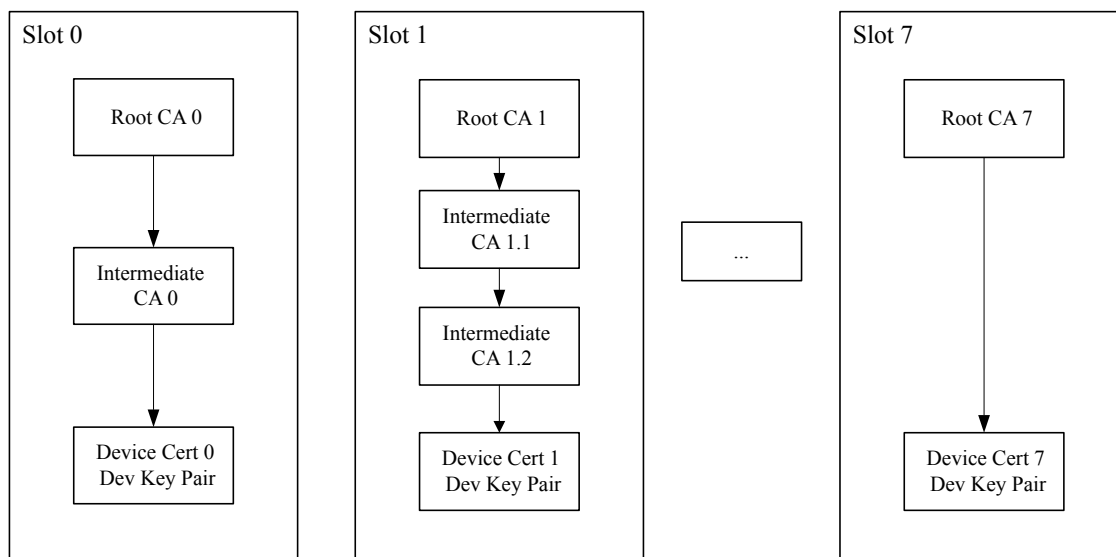 Slot 0
Root CA 0
Intermediate
CA 0
Device Cert 0
Dev Key Pair
Slot 1
Root CA 1
Intermediate
CA 1.1
Intermediate
CA 1.2
Device Cert 1
Dev Key Pair
...
Slot 7
Root CA 7
Device Cert 7
Dev Key Pair